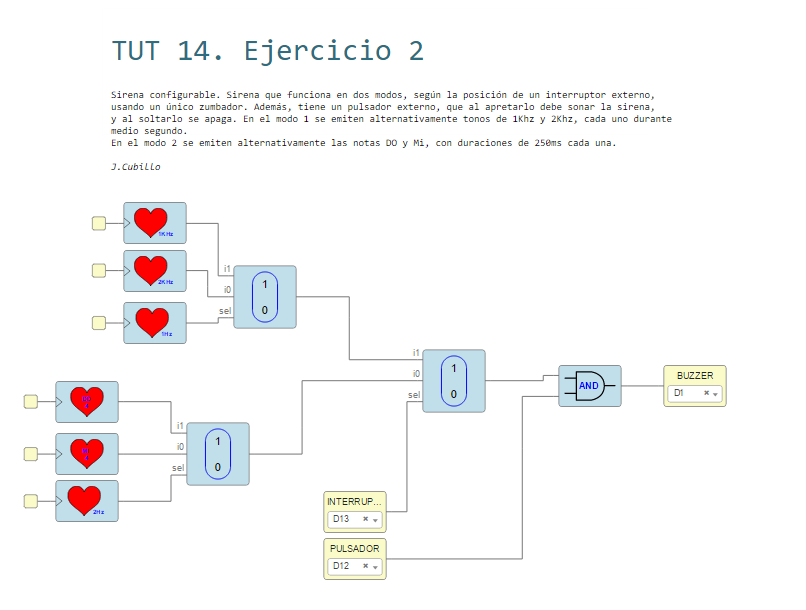 TUT 14. Ejercicio 2
Sirena configurable. Sirena que funciona en dos modos, según la posición de un interruptor externo,
usando un único zumbador. Además, tiene un pulsador externo, que al apretarlo debe sonar la sirena,
y al soltarlo se apaga. En el modo 1 se emiten alternativamente tonos de 1Khz y 2Khz, cada uno durante
medio segundo.
En el modo 2 se emiten alternativamente las notas DO y Mi, con duraciones de 250ms cada una.
J.Cubillo
1KHz
2KHz
1Hz
i1
i0
sel
1
0
i1
i0
sel
1
0
AND
BUZZER
D1
2Hz
i1
i0
sel
1
0
INTERRUP...
D13
PULSADOR
D12